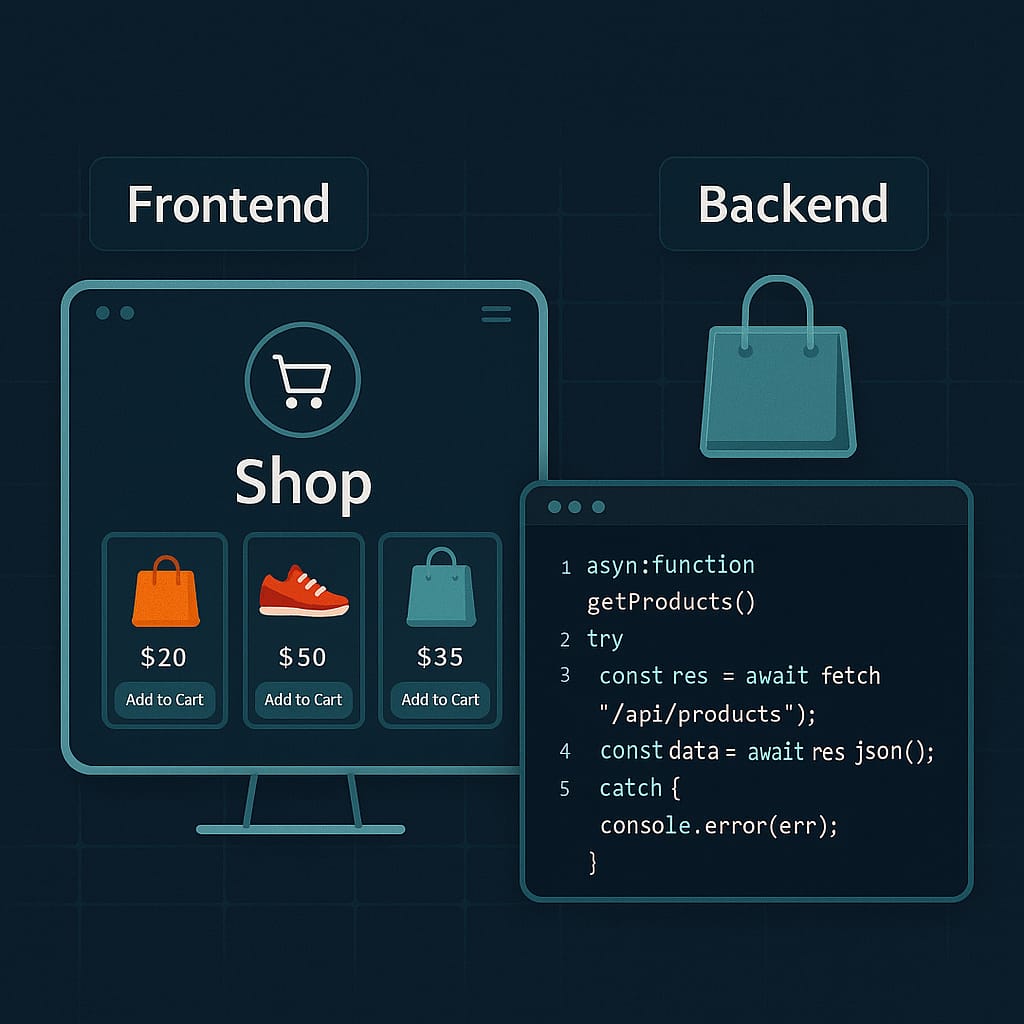 Frontend
Backend
Shop
$20
$50
$35
Add to Cart
Add to Cart
Add to Cart
1 asyn:function
getProducts()
2 try
3 const res = await fetch
"/api/products");
4 const data = await res json();
5 catch {
console.error(err);
}